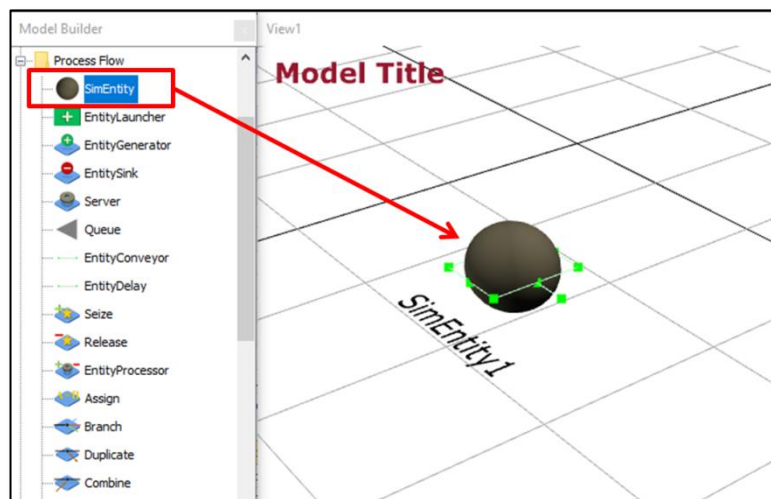 Model Builder
Process Flow
SimEntity
EntityLauncher
EntityGenerator
EntitySink
Server
Queue
EntityConveyor
EntityDelay
Seize
Release
EntityProcessor
Assign
Branch
Duplicate
Combine
View1
Model Title
SimEntity1